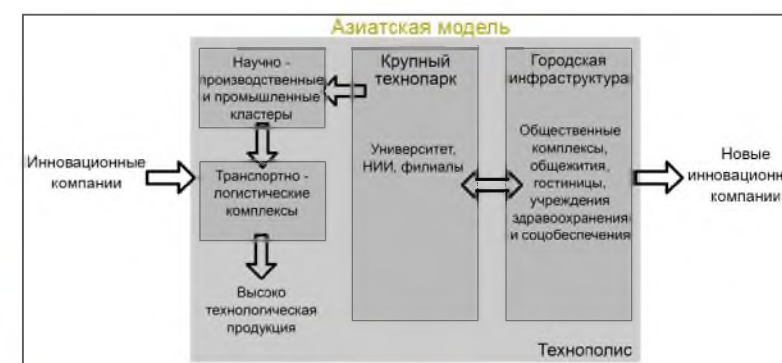 Азиатская модель
Научно -
производственные
и промышленные
кластеры
Крупный
технопарк
Городская
инфраструктура
Инновационные
компании
Транспортно -
логистические
комплексы
Университет,
НИИ, филиалы
Общественные
комплексы,
общежития,
гостиницы,
учреждения
здравоохранения
и соцобеспечения
Новые
инновационн
компании
Высоко
технологическая
продукция
Технополис